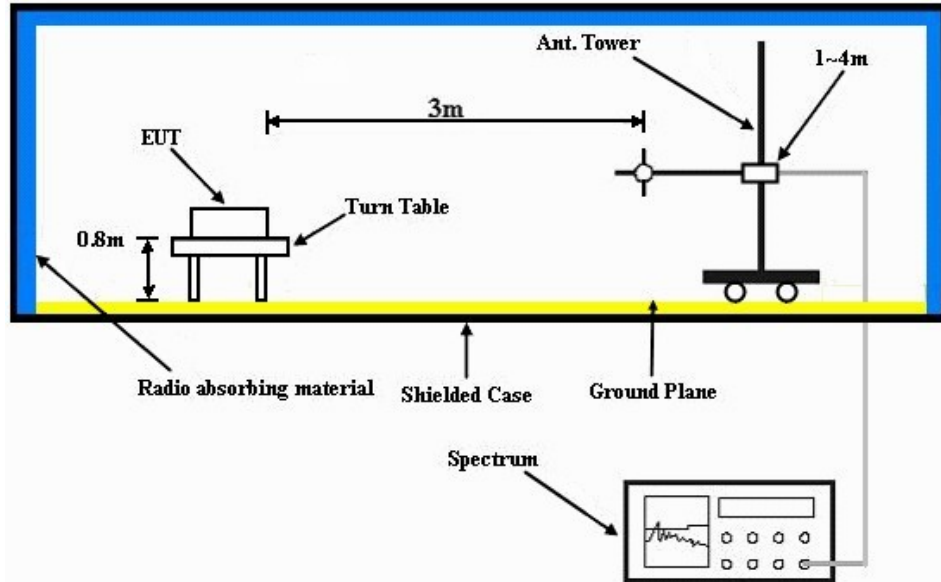 Ant. Tower
1~4m
3m
EUT
Turn Table
0.8m
Radio absorbing material
Shielded Case
Ground Plane
Spectrum